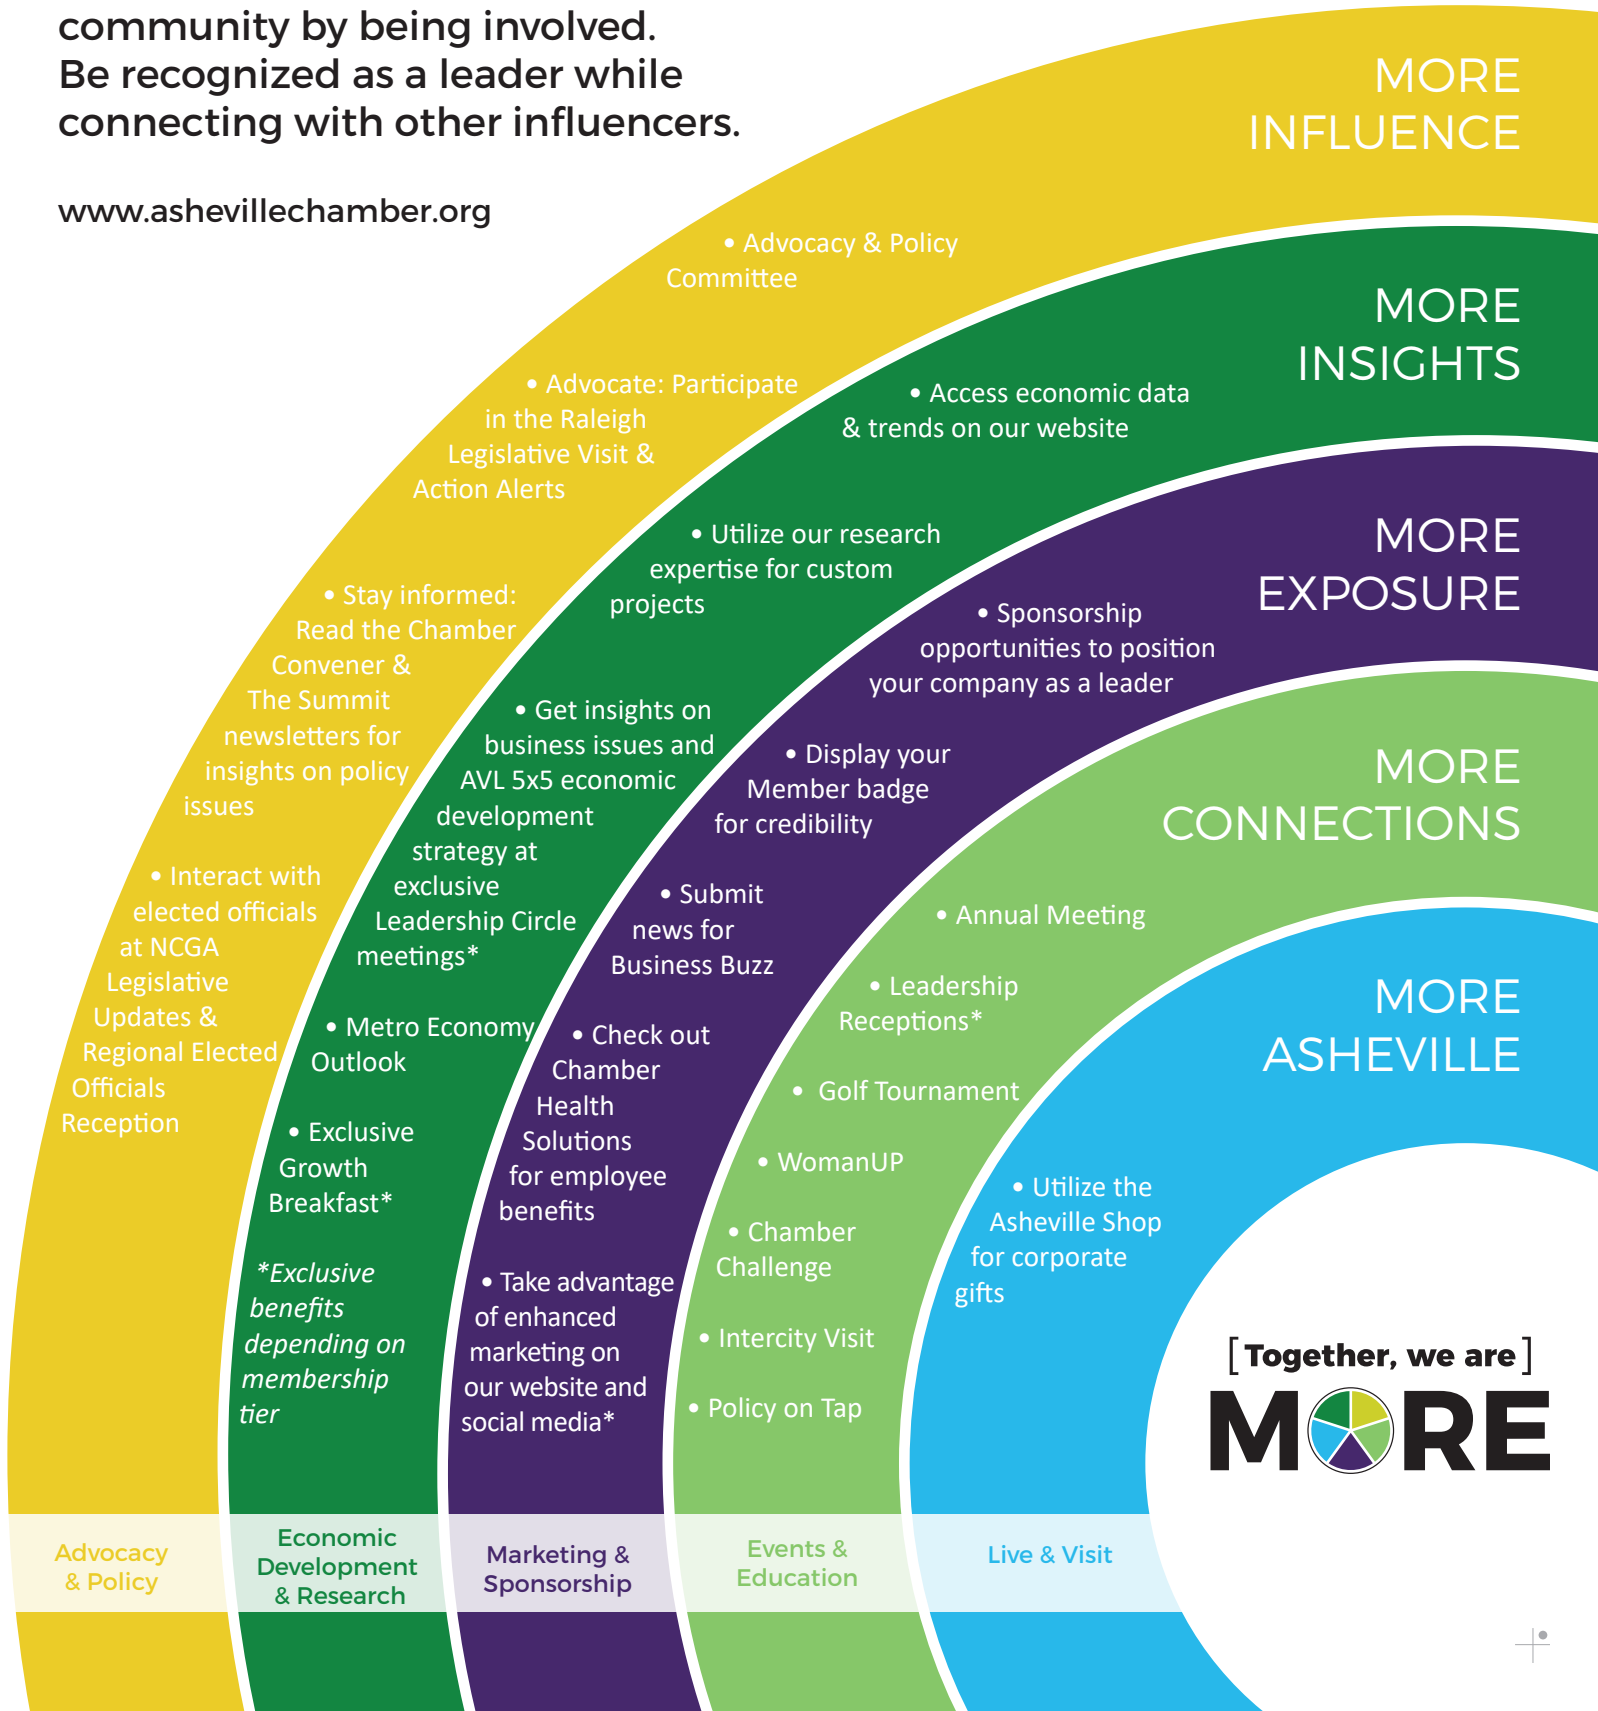 community by being involved.
Be recognized as a leader while
connecting with other influencers.
www.ashevillechamber.org
MORE
INFLUENCE
• Advocacy & Policy
Committee
• Advocate: Participate
in the Raleigh
Legislative Visit &
Action Alerts
• Stay informed:
Read the Chamber
Convener &
The Summit
newsletters for
insights on policy
issues
• Interact with
elected officials
at NCGA
Legislative
Updates &
Regional Elected
Officials
Reception
Advocacy
& Policy
MORE
INSIGHTS
• Access economic data
& trends on our website
• Utilize our research
expertise for custom
projects
• Get insights on
business issues and
AVL 5x5 economic
development
strategy at
exclusive
Leadership Circle
meetings*
• Metro Economy
Outlook
• Exclusive
Growth
Breakfast*
*Exclusive
benefits
depending on
membership
tier
Economic
Development
& Research
MORE
EXPOSURE
• Sponsorship
opportunities to position
your company as a leader
• Display your
Member badge
for credibility
• Submit
news for
Business Buzz
• Check out
Chamber
Health
Solutions
for employee
benefits
• Take advantage
of enhanced
marketing on
our website and
social media*
Marketing &
Sponsorship
MORE
CONNECTIONS
• Annual Meeting
• Leadership
Receptions*
• Golf Tournament
• WomanUP
• Chamber
Challenge
• Intercity Visit
• Policy on Tap
Events &
Education
MORE
ASHEVILLE
• Utilize the
Asheville Shop
for corporate
gifts
Live & Visit
[Together, we are]
MORE